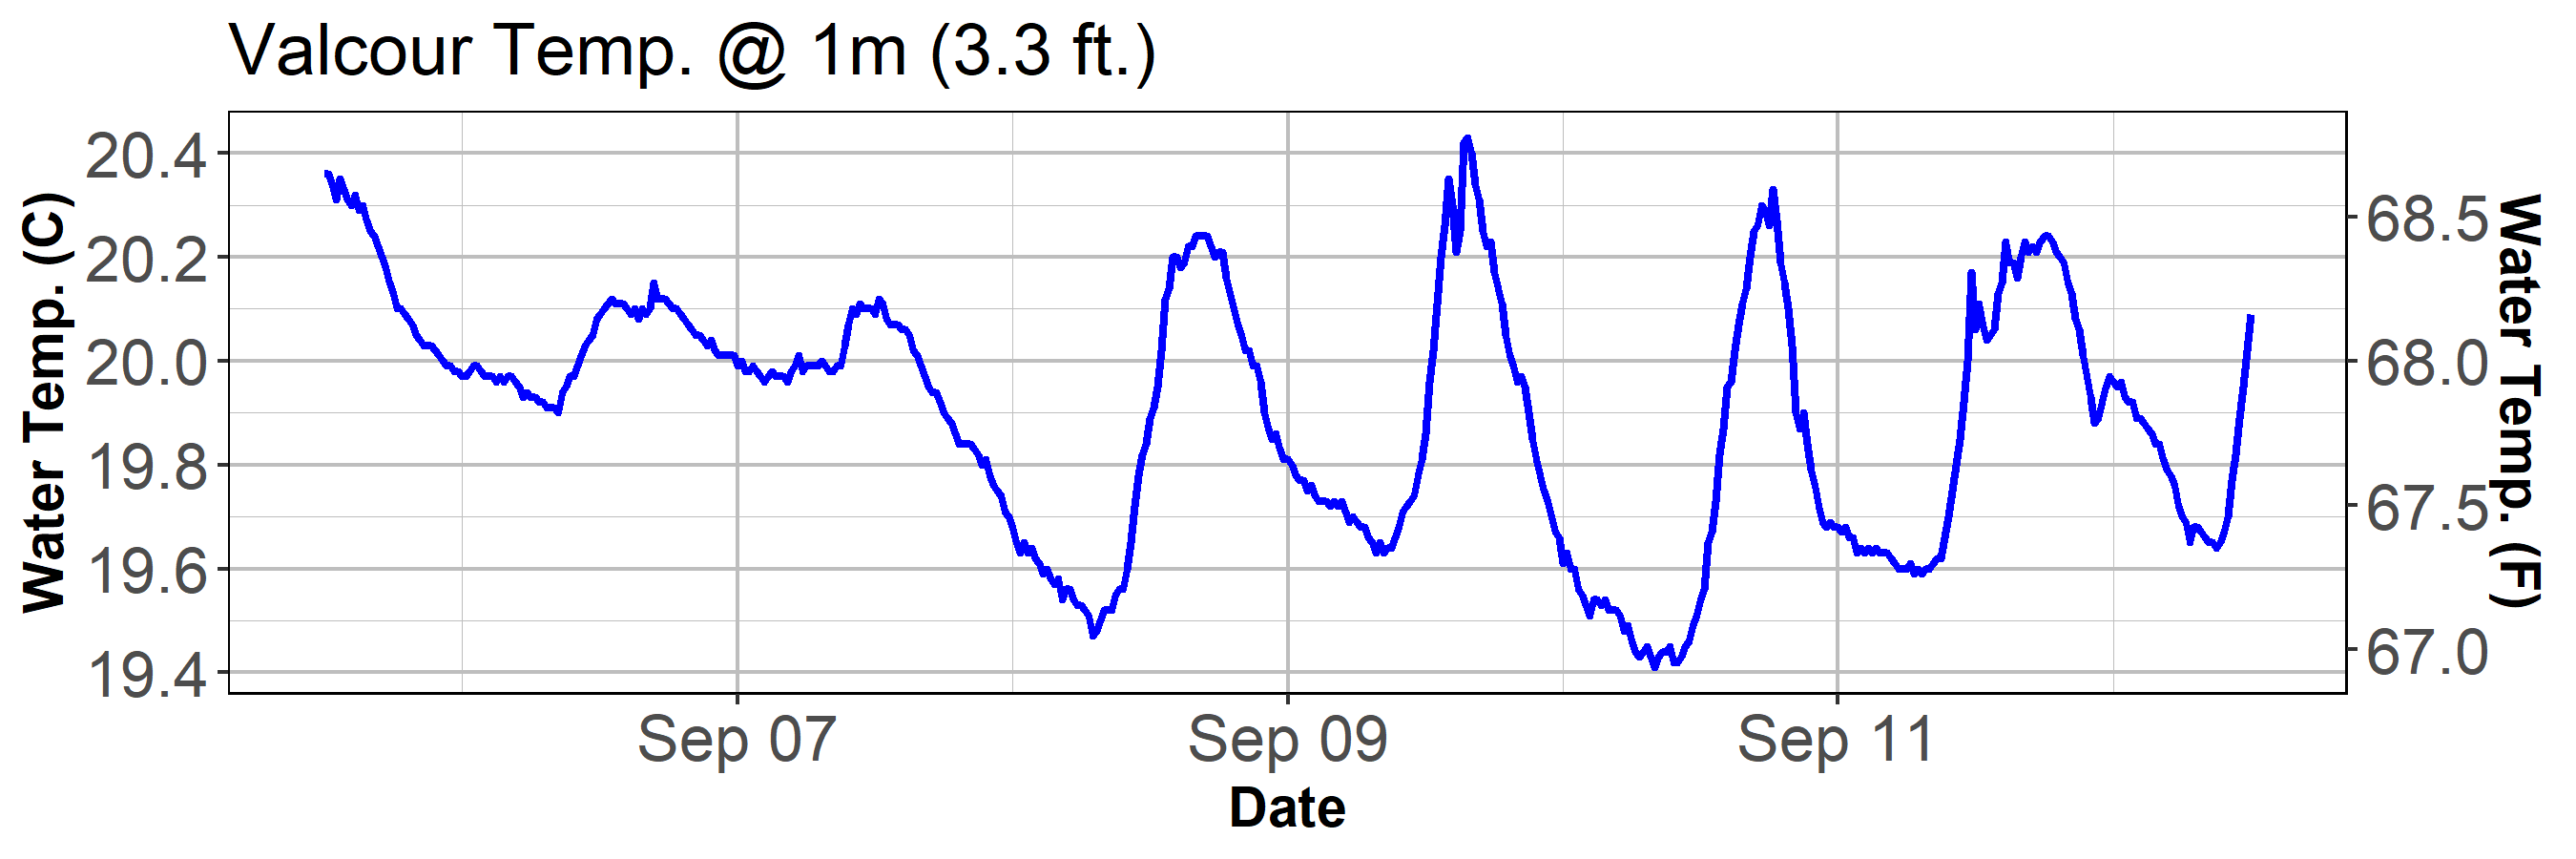 Valcour Temp. @ 1m (3.3 ft.)
Water Temp. (C)
20.4
20.2
20.0
19.8
19.6
19.4
68.5
68.0
67.5
67.0
Water Temp. (F)
Sep 07
Sep 09
Sep 11
Date